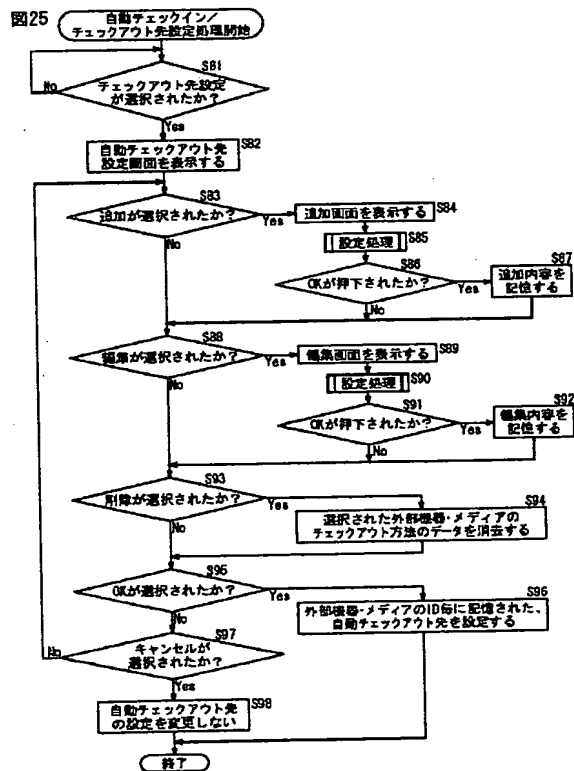 図25
自動チェックイン/
チェックアウト先設定処理開始
S81
チェックアウト先設定
が選択されたか?
No
Yes
S82
自動チェックアウト先
設定画面を表示する
S83
追加が選択されたか?
Yes
No
追加画面を表示する
S84
設定処理
S85
S86
OKが押下されたか?
Yes
No
S87
追加内容を
記憶する
S88
編集が選択されたか?
Yes
No
編集画面を表示する
S89
設定処理
S90
S91
OKが押下されたか?
Yes
No
S92
編集内容を
記憶する
S93
削除が選択されたか?
Yes
No
S94
選択された外部機器・メディアの
チェックアウト方法のデータを消去する
S95
OKが選択されたか?
Yes
No
S96
外部機器・メディアのID毎に記憶された、
自動チェックアウト先を設定する
S97
キャンセルが
選択されたか?
No
Yes
自動チェックアウト先
の設定を変更しない
S98
終了